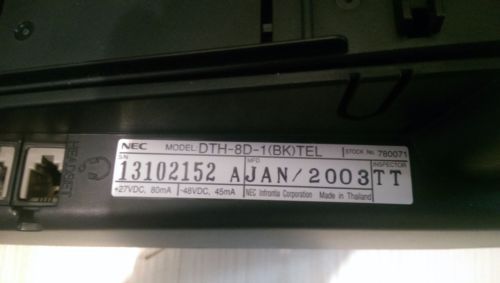 NEC MODEL DTH-8D-1(BK)TEL STOCK No. 780071
S/N MFD. INSPECTOR
13102152 A JAN/2003 TT
+27VDC, 80mA -48VDC, 45mA NEC Infrontia Corporation Made in Thailand
HEADSET